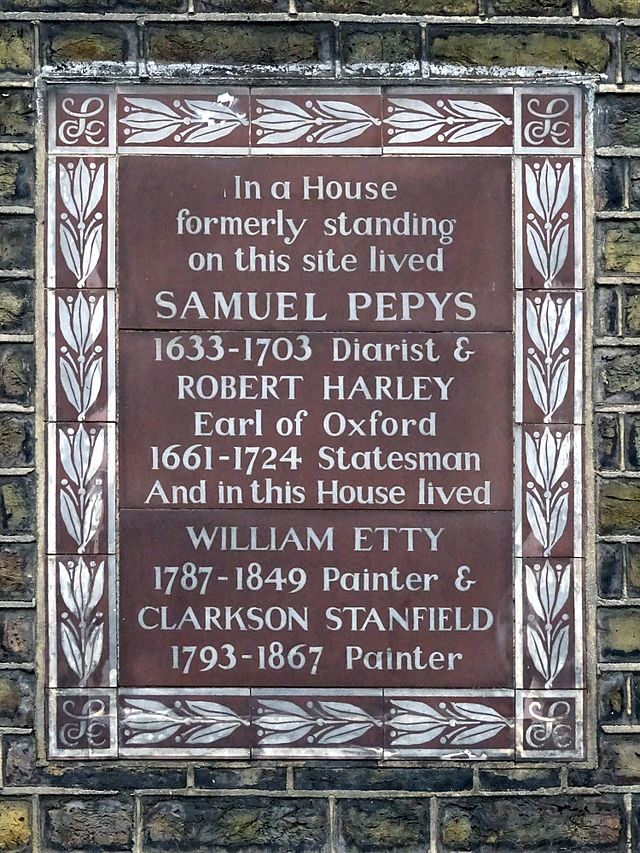 In a House
formerly standing
on this site lived
SAMUEL PEPYS
1633-1703 Diarist &
ROBERT HARLEY
Earl of Oxford
1661-1724 Statesman
And in this House lived
WILLIAM ETTY
1787-1849 Painter &
CLARKSON STANFIELD
1793-1867 Painter